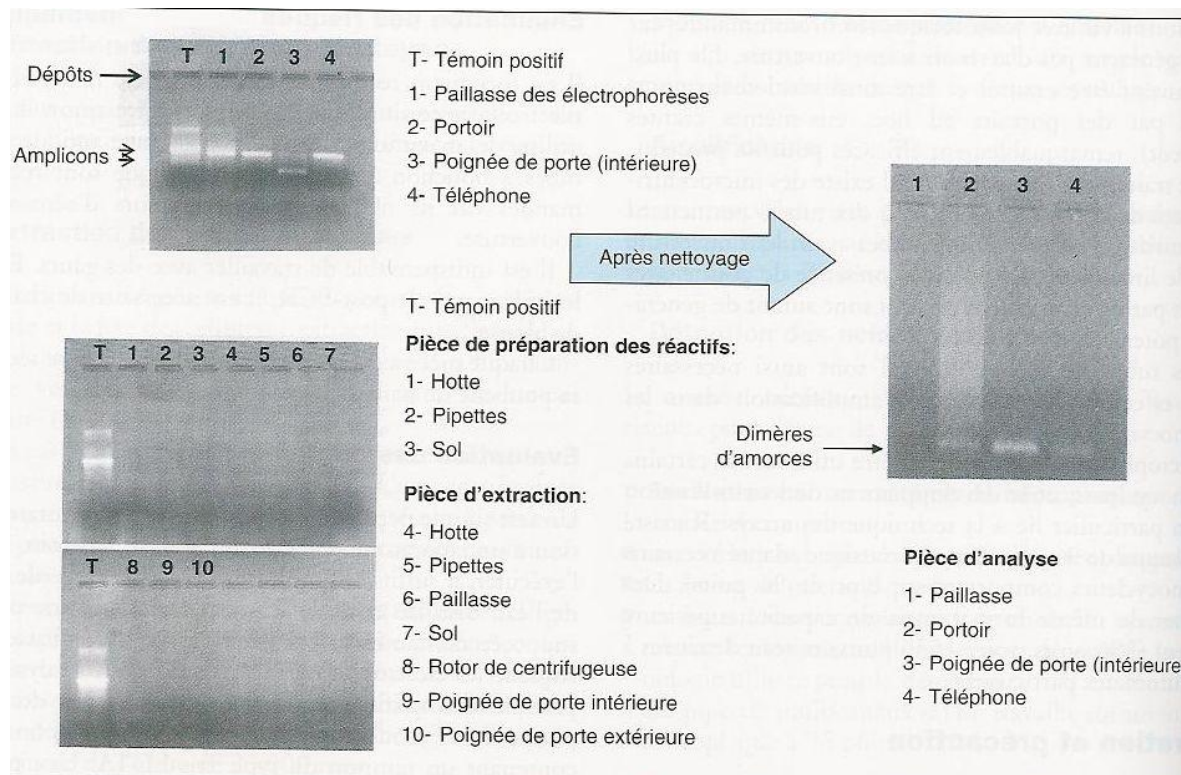 T 1 2 3 4
Dépôts
Amplicons
T- Témoin positif
1- Paillasse des électrophorèses
2- Portoir
3- Poignée de porte (intérieure)
4- Téléphone
Après nettoyage
1 2 3 4
Dimères
d'amorces
Pièce d'analyse
1- Paillasse
2- Portoir
3- Poignée de porte (intérieure
4- Téléphone
T 1 2 3 4 5 6 7
T 8 9 10
T- Témoin positif
Pièce de préparation des réactifs:
1- Hotte
2- Pipettes
3- Sol
Pièce d'extraction:
4- Hotte
5- Pipettes
6- Paillasse
7- Sol
8- Rotor de centrifugeuse
9- Poignée de porte intérieure
10- Poignée de porte extérieure